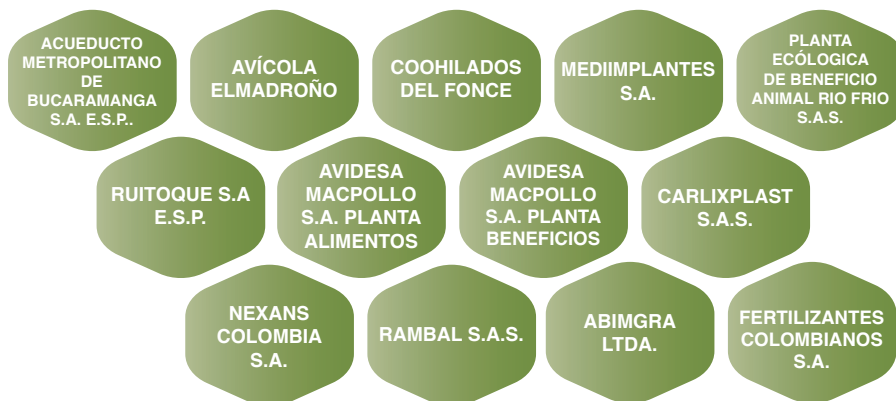 ACUEDUCTO
METROPOLITANO
DE
BUCARAMANGA
S.A. E.S.P..
AVÍCOLA
ELMADROÑO
COOHILADOS
DEL FONCE
MEDIIMPLANTES
S.A.
PLANTA
ECÓLOGICA
DE BENEFICIO
ANIMAL RIO FRIO
S.A.S.
RUITOQUE S.A
E.S.P.
AVIDESA
MACPOLLO
S.A. PLANTA
ALIMENTOS
AVIDESA
MACPOLLO
S.A. PLANTA
BENEFICIOS
CARLIXPLAST
S.A.S.
NEXANS
COLOMBIA
S.A.
RAMBAL S.A.S.
ABIMGRA
LTDA.
FERTILIZANTES
COLOMBIANOS
S.A.